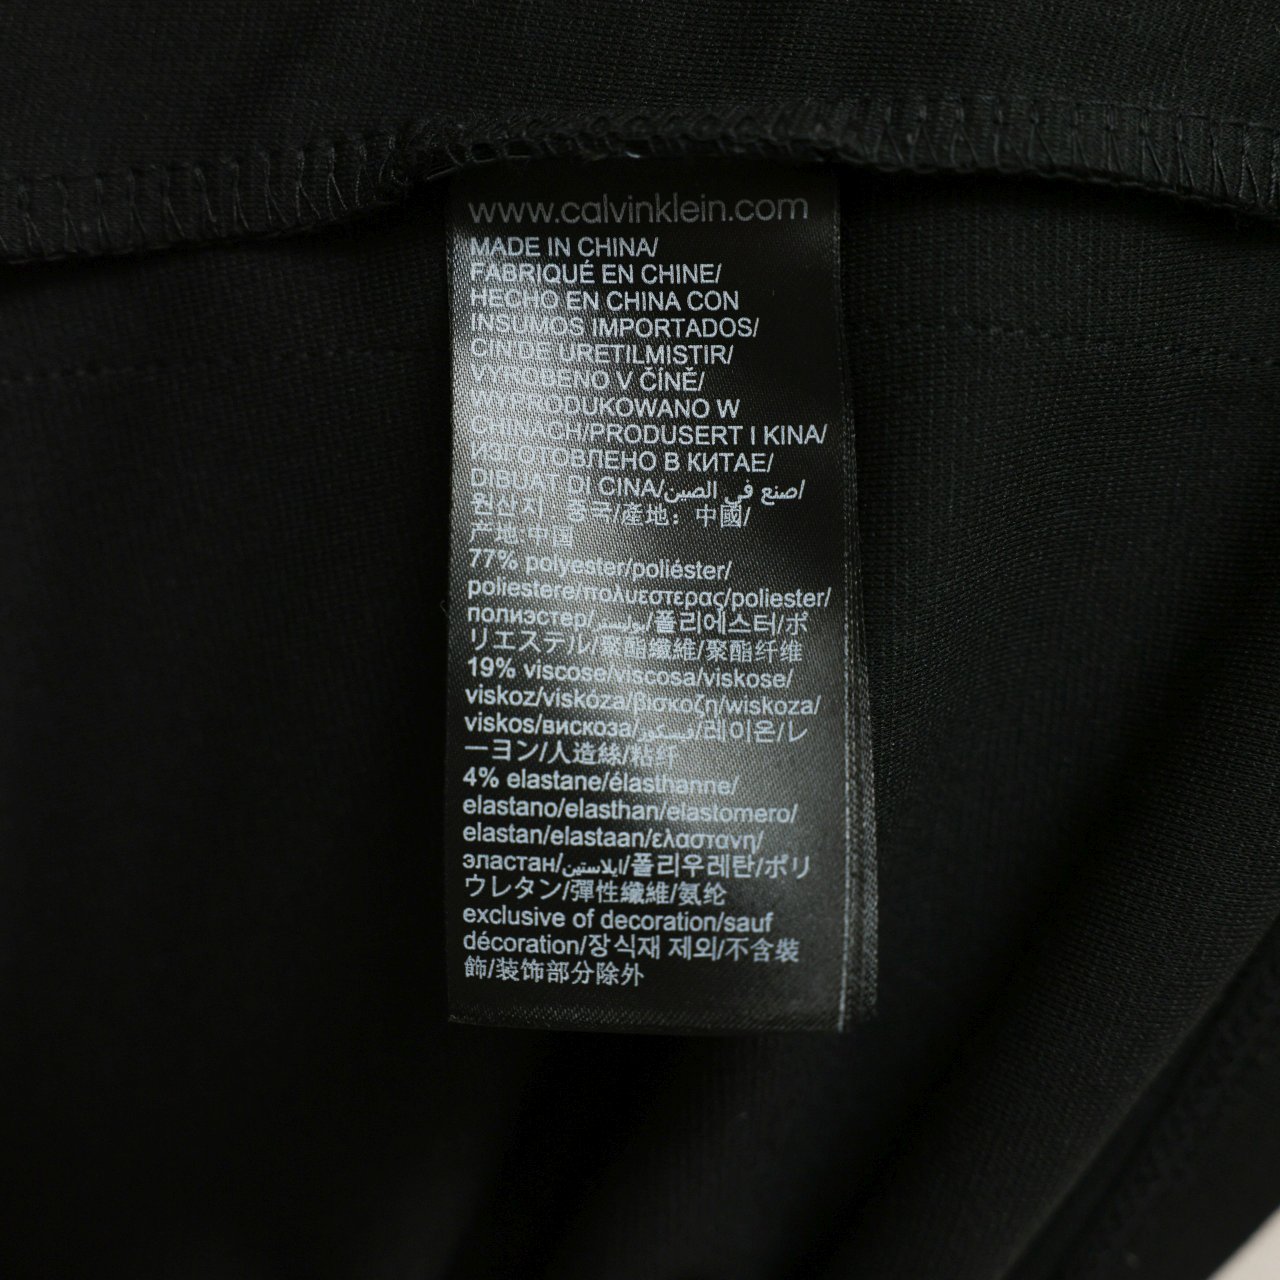 www.calvinklein.com
MADE IN CHINA/
FABRIQUÉ EN CHINE/
HECHO EN CHINA CON
INSUMOS IMPORTADOS/
CIN'DE URETILMISTIR/
VYROBENO V ČÍNĚ/
WYPRODUKOWANO W
CHINACH/PRODUSERT I KINA/
ИЗГОТОВЛЕНО В КИТАЕ/
DIBUAT DI CINA/صنع في الصين/
원산지 중국/產地：中國/
产地:中国
77% polyester/poliéster/
poliestere/πολυεστερας/poliester/
полиэстер/بوليستر/폴리에스터/ポ
リエステル/聚酯纖維/聚酯纤维
19% viscose/viscosa/viskose/
viskoz/viskóza/βισκοζη/wiskoza/
viskos/вискоза/فسكوز/레이온/レ
ーヨン/人造絲/粘纤
4% elastane/élasthanne/
elastano/elasthan/elastomero/
elastan/elastaan/ελαστανη/
эластан/ايلاستين/폴리우레탄/ポリ
ウレタン/彈性纖維/氨纶
exclusive of decoration/sauf
décoration/장식재 제외/不含裝
飾/装饰部分除外